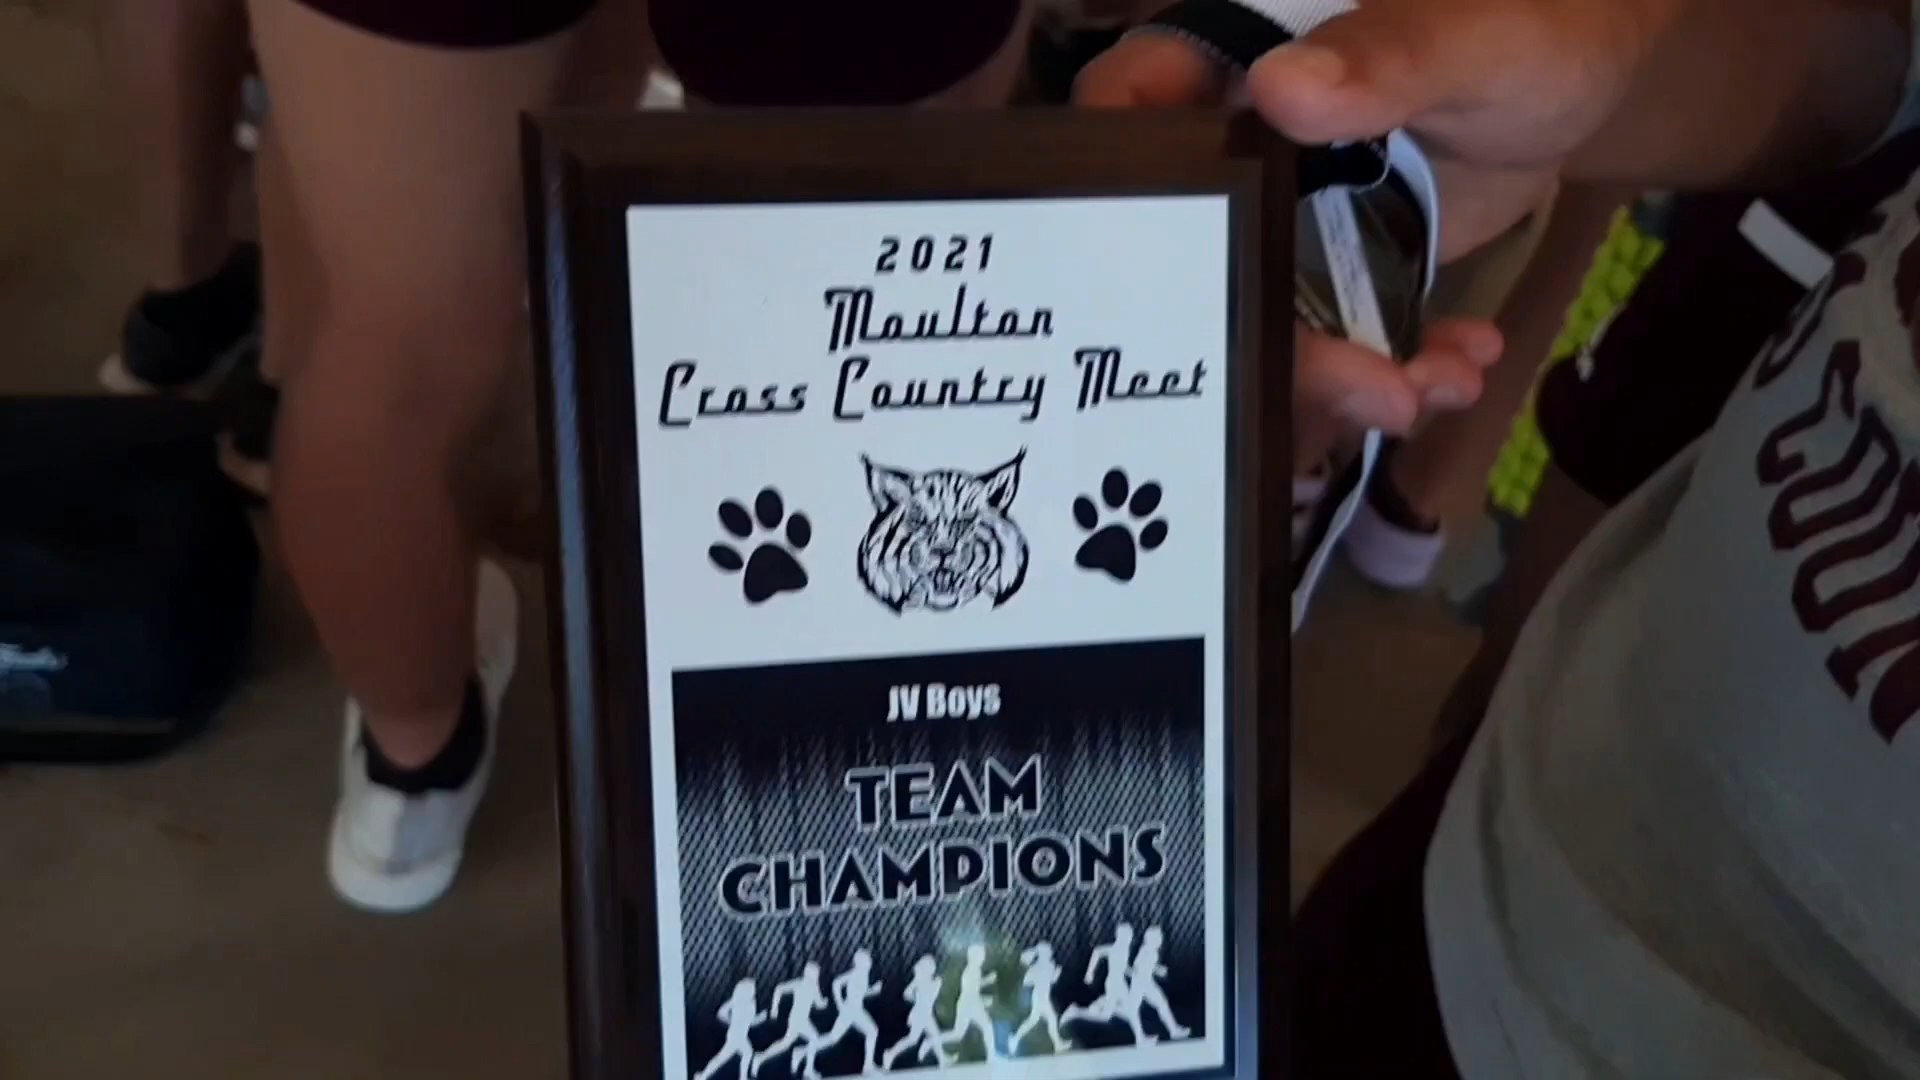 2021
Moulton
Cross Country Meet
JV Boys
TEAM
CHAMPIONS